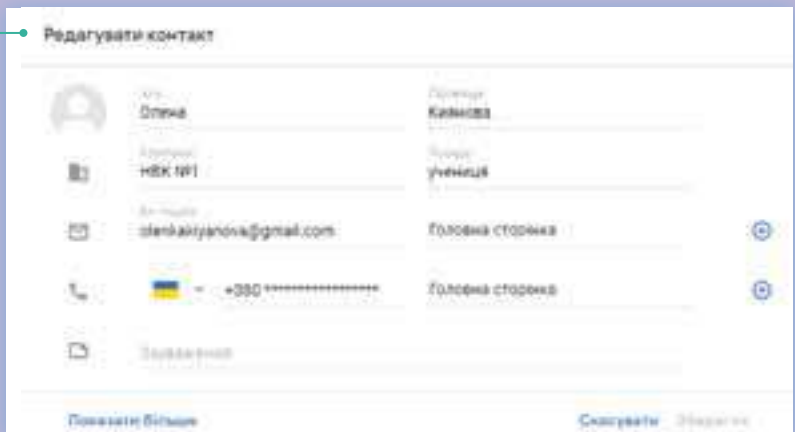 Редагувати контакт
Ім'я Прізвище
Олена Киянова
Компанія Посада
НВК №1 учениця
Ел. пошта
olenkakiyanova@gmail.com Головна сторінка
+380 ***************** Головна сторінка
Зауваження
Показати більше Скасувати Зберегти